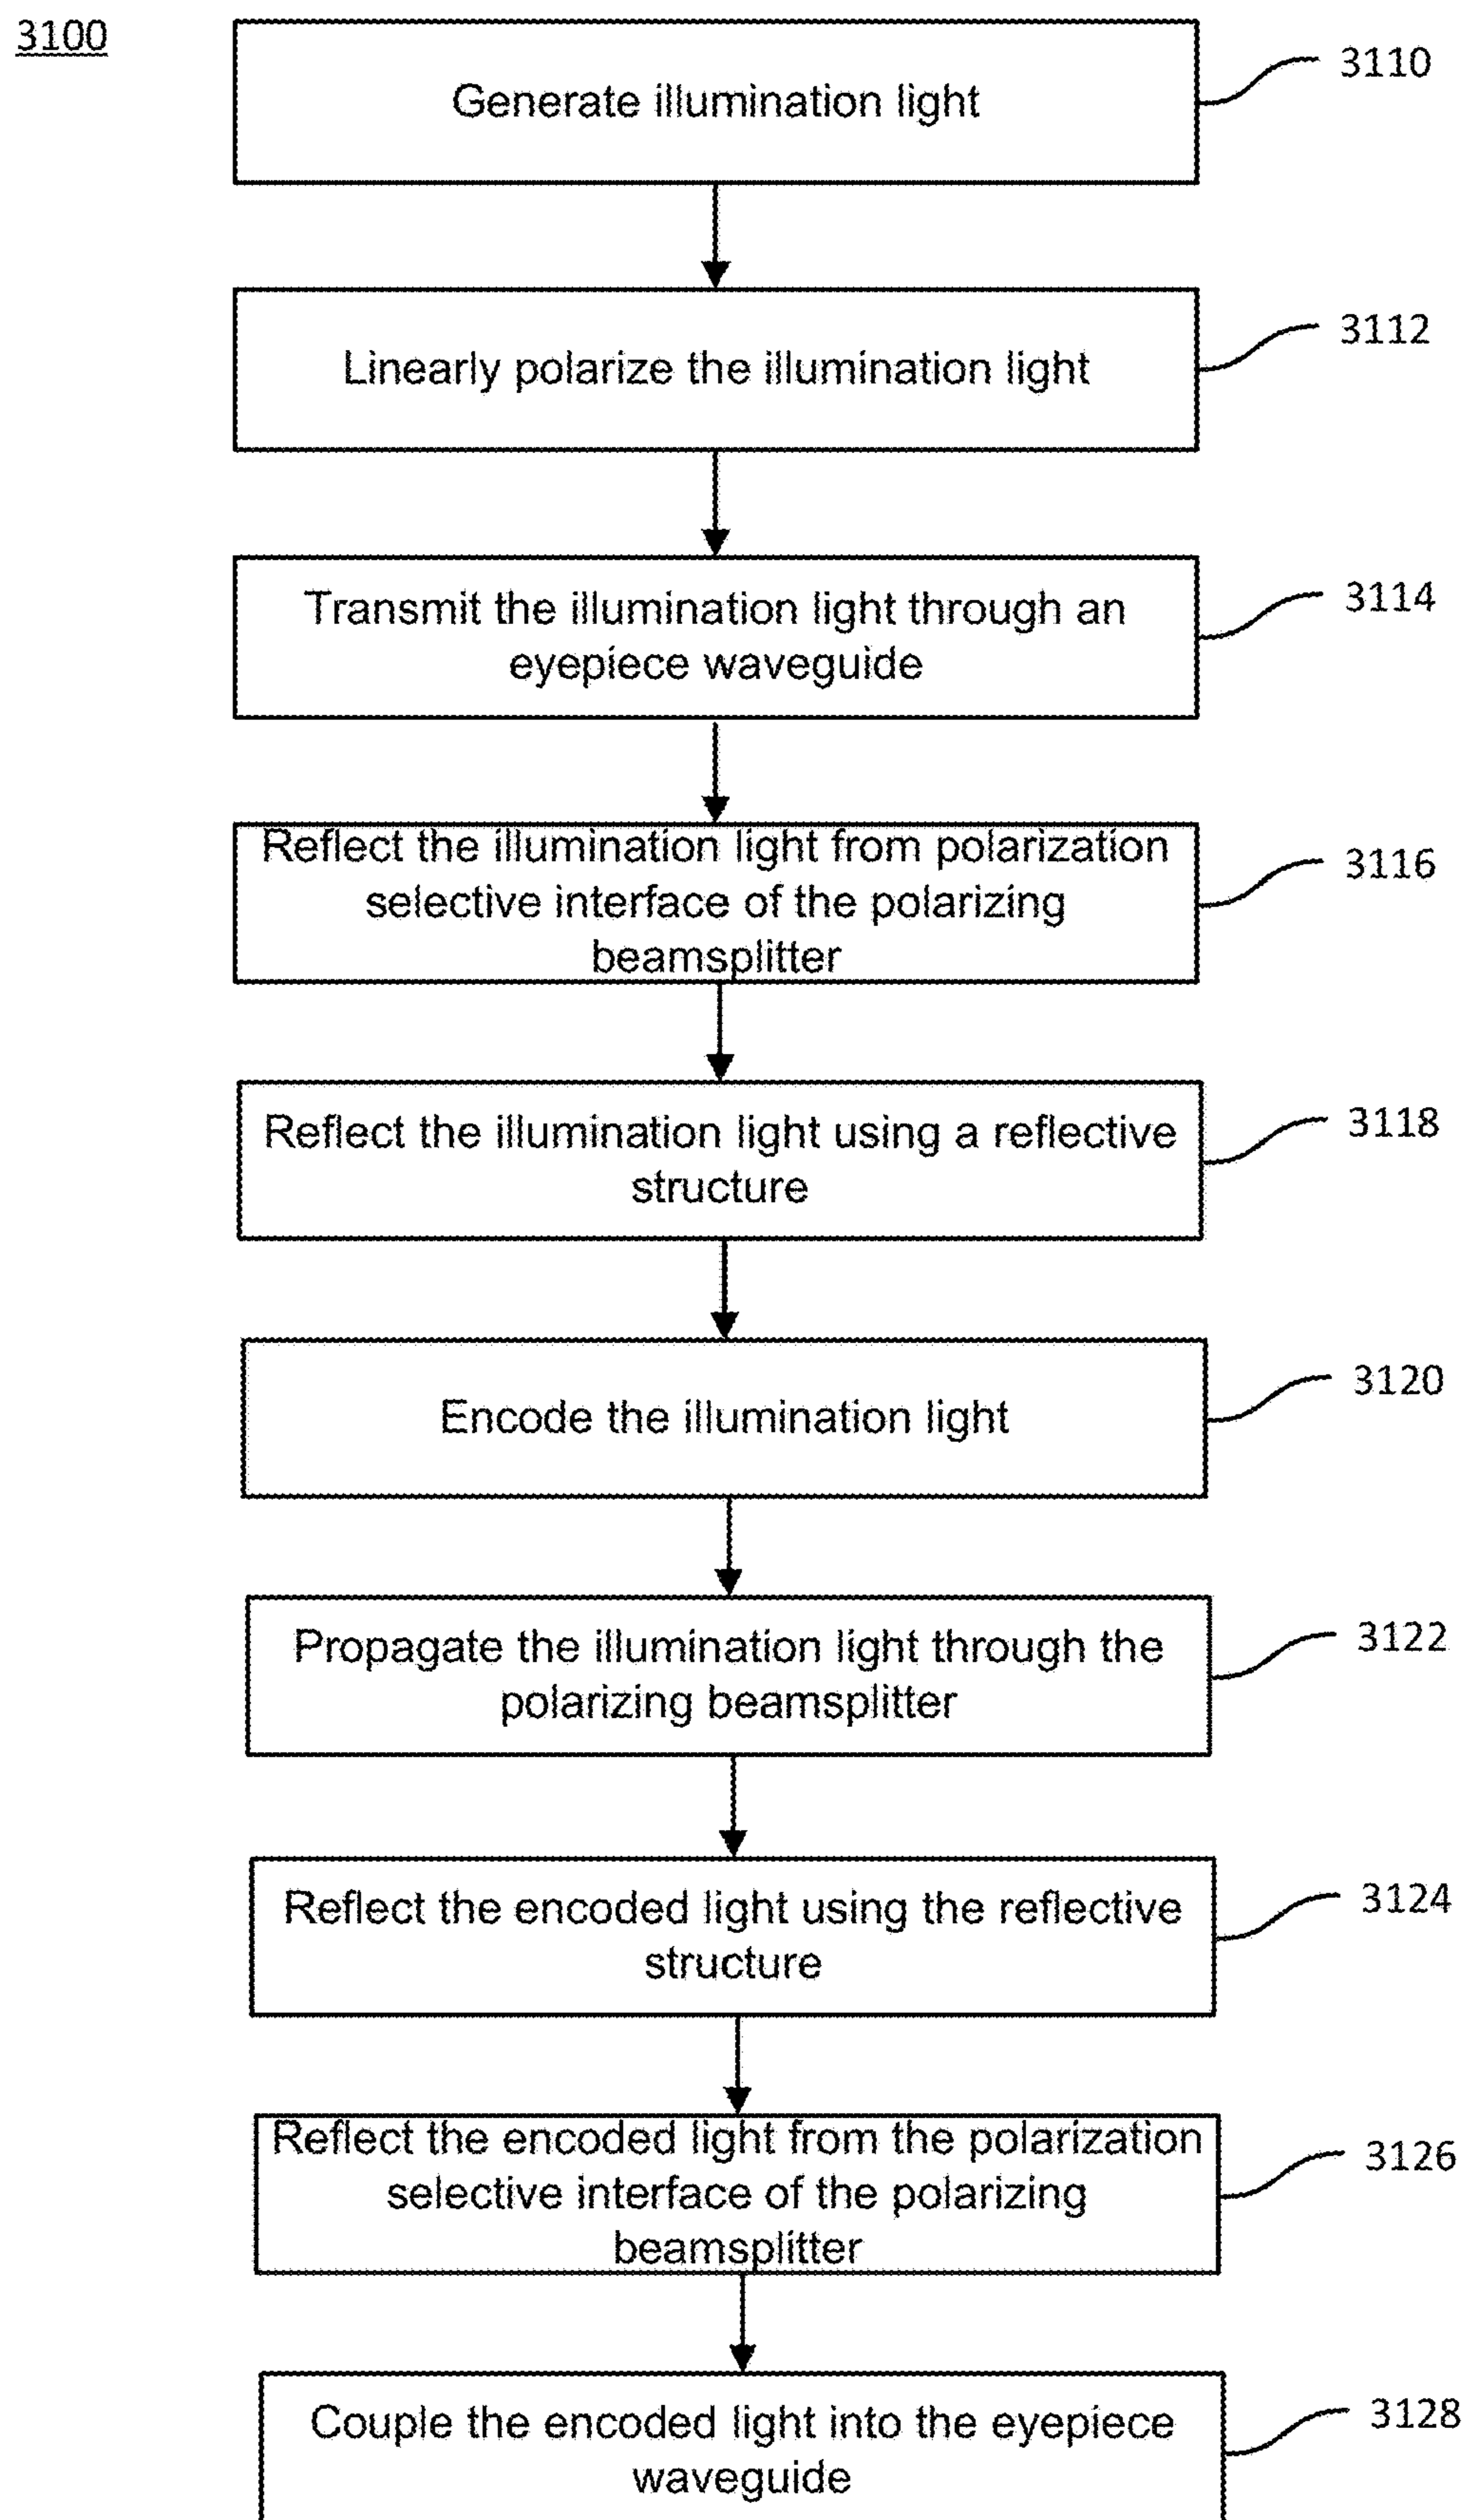 3100
Generate illumination light
3110
Linearly polarize the illumination light
3112
Transmit the illumination light through an
eyepiece waveguide
3114
Reflect the illumination light from polarization
selective interface of the polarizing
beamsplitter
3116
Reflect the illumination light using a reflective
structure
3118
Encode the illumination light
3120
Propagate the illumination light through the
polarizing beamsplitter
3122
Reflect the encoded light using the reflective
structure
3124
Reflect the encoded light from the polarization
selective interface of the polarizing
beamsplitter
3126
Couple the encoded light into the eyepiece
waveguide
3128